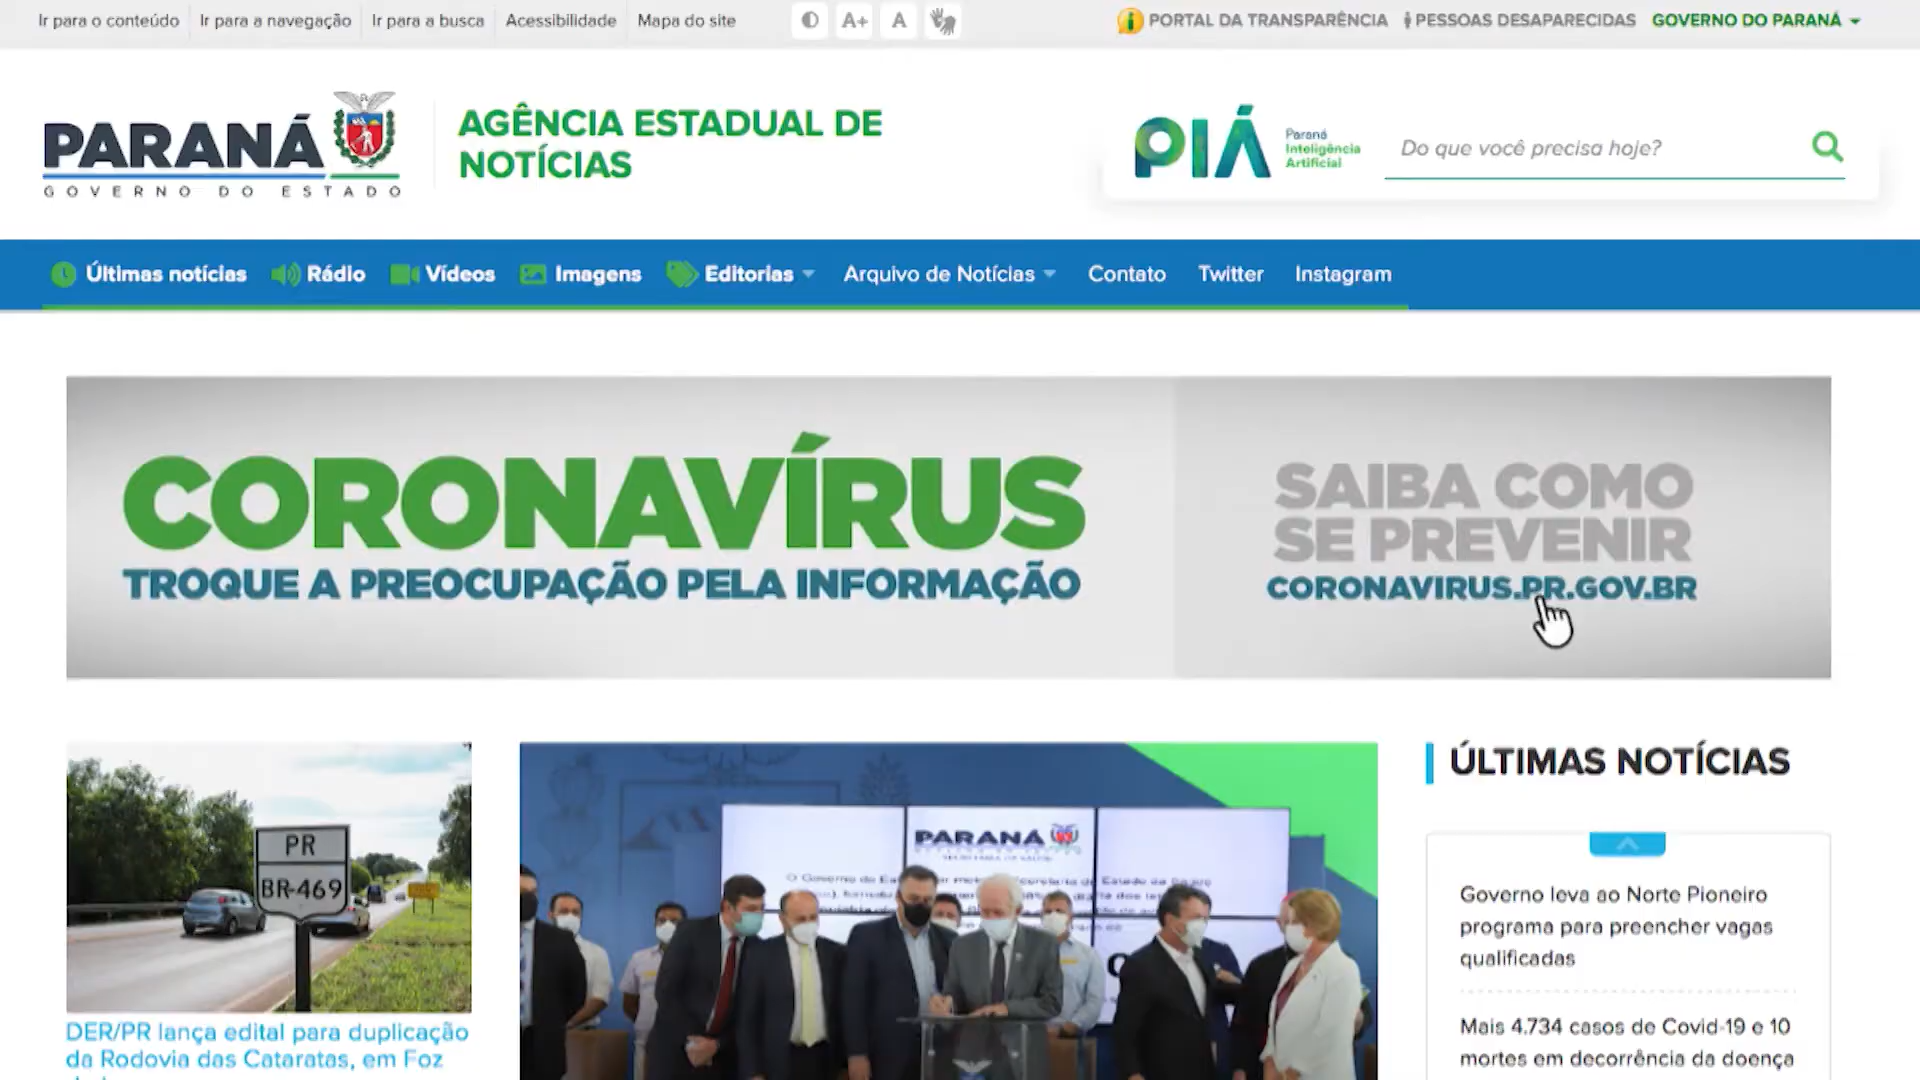 Ir para o conteúdo
Ir para a navegação
Ir para a busca
Acessibilidade
Mapa do site
A+
A
PORTAL DA TRANSPARÊNCIA
PESSOAS DESAPARECIDAS
GOVERNO DO PARANÁ
PARANÁ
GOVERNO DO ESTADO
AGÊNCIA ESTADUAL DE
NOTÍCIAS
PIÁ
Paraná
Inteligência
Artificial
Do que você precisa hoje?
Últimas notícias
Rádio
Vídeos
Imagens
Editorias
Arquivo de Notícias
Contato
Twitter
Instagram
CORONAVÍRUS
TROQUE A PREOCUPAÇÃO PELA INFORMAÇÃO
SAIBA COMO
SE PREVENIR
CORONAVIRUS.PR.GOV.BR
PR
BR-469
DER/PR lança edital para duplicação
da Rodovia das Cataratas, em Foz
PARANÁ
SECRETARIA DA SAÚDE
O Governo do
ÚLTIMAS NOTÍCIAS
Governo leva ao Norte Pioneiro
programa para preencher vagas
qualificadas
Mais 4.734 casos de Covid-19 e 10
mortes em decorrência da doença